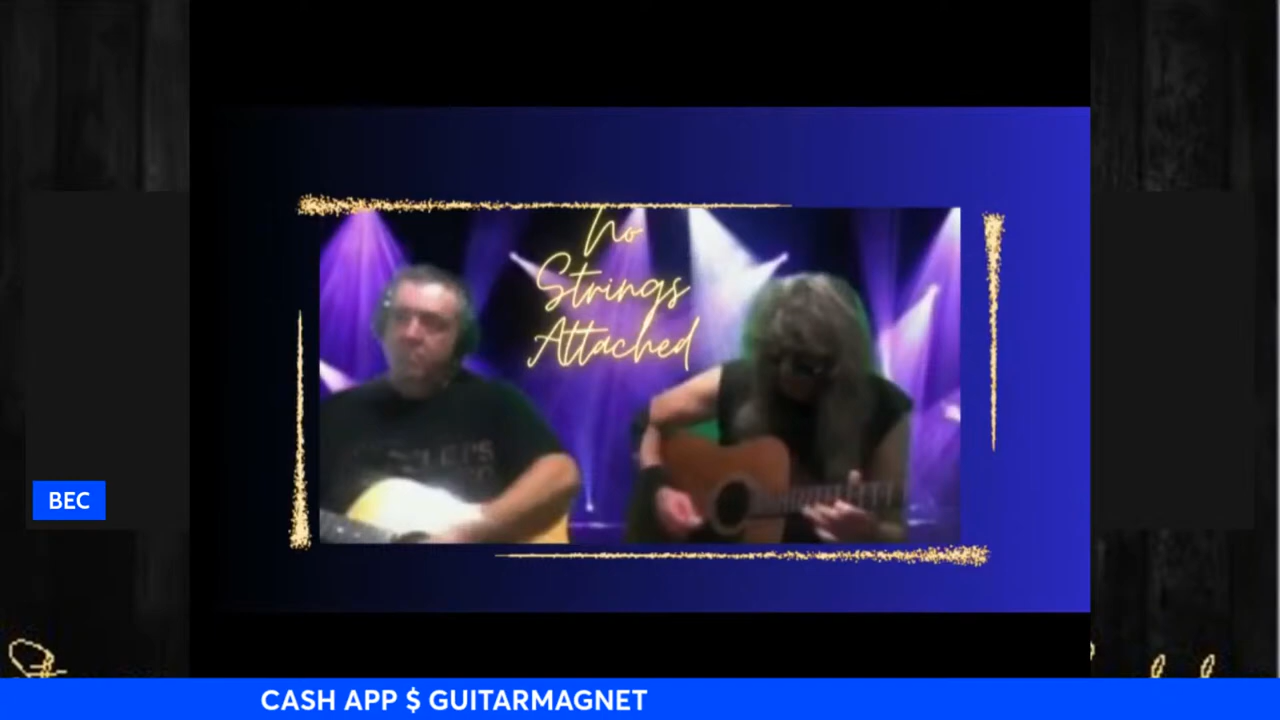 No
Strings
Attached
BEC
CASH APP $ GUITARMAGNET